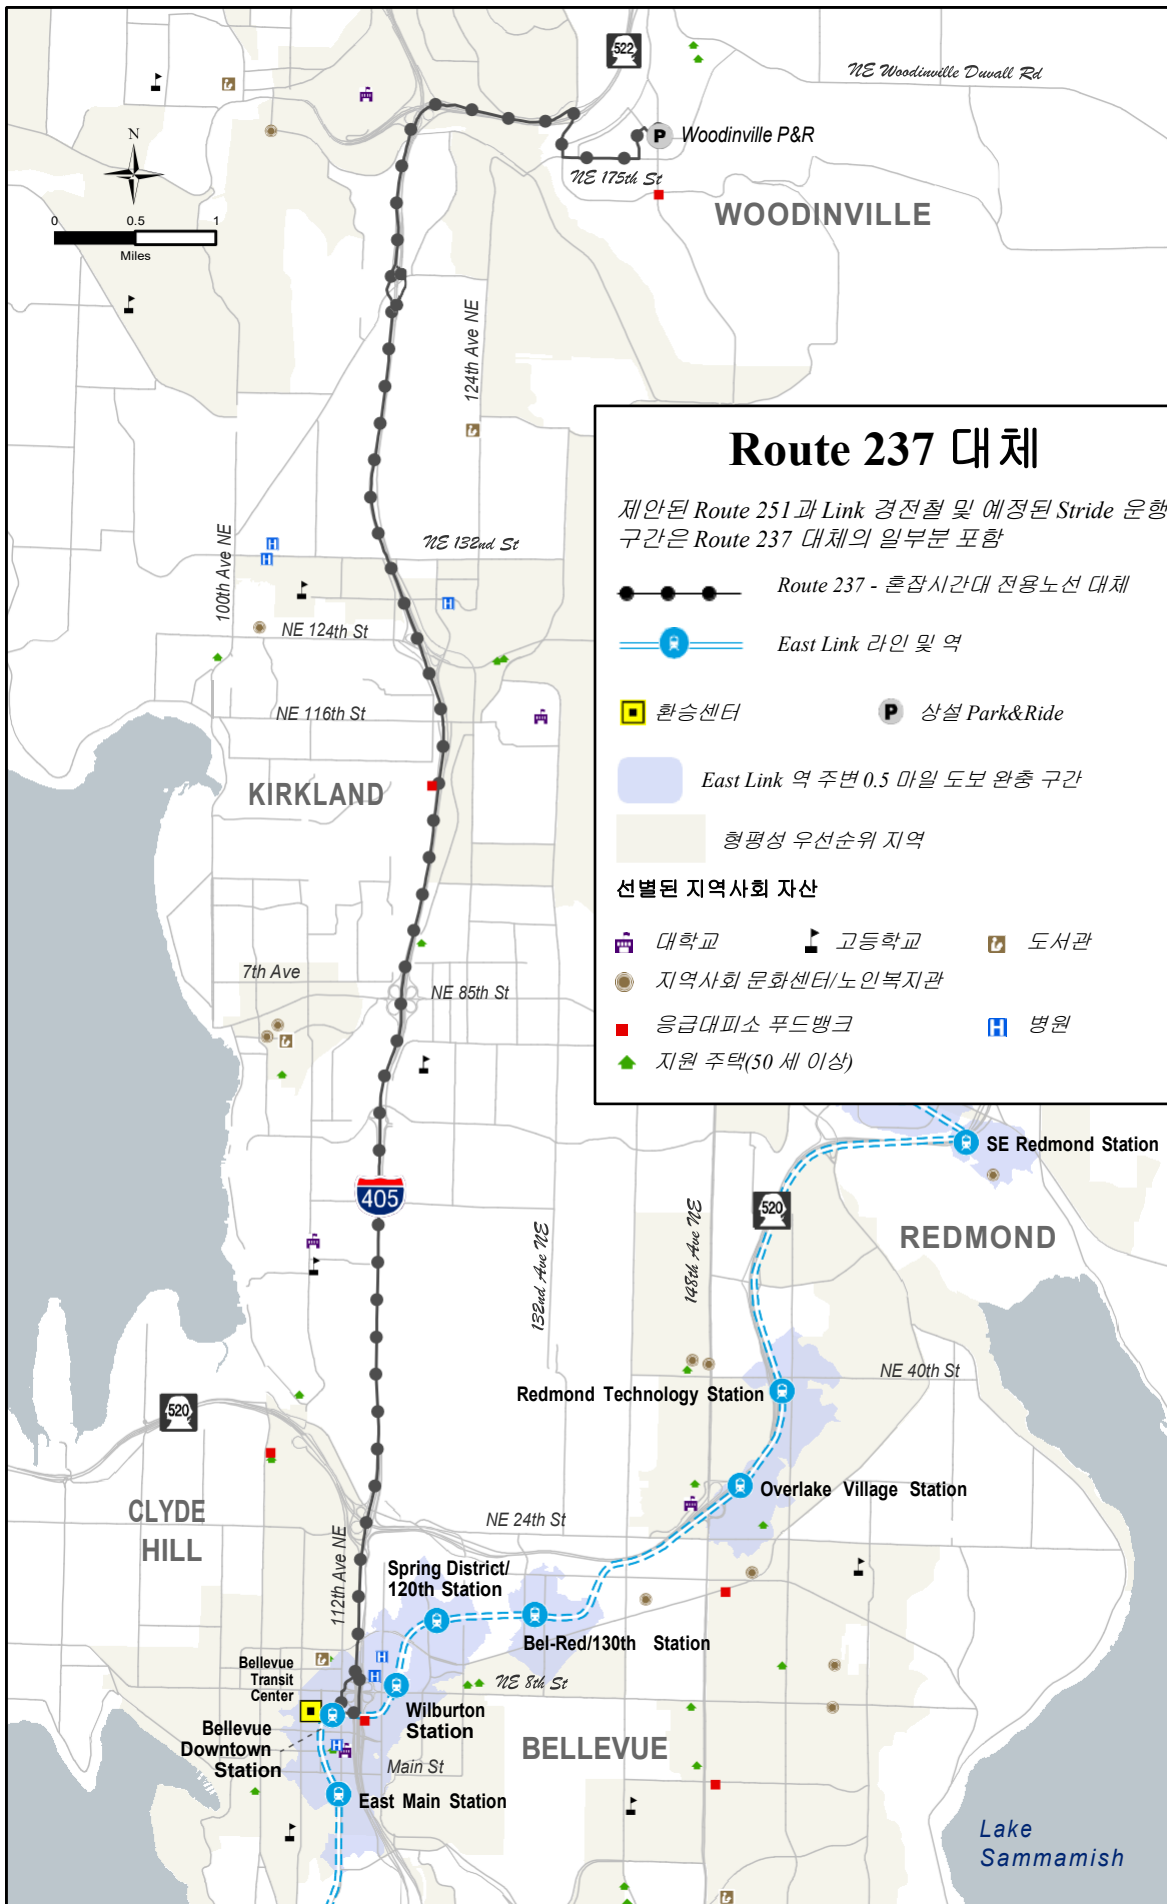 522
NE Woodinville Duvall Rd
N
P
Woodinville P&R
NE 175th St
WOODINVILLE
0 0.5 1
Miles
124th Ave NE
Route 237 대체
제안된 Route 251과 Link 경전철 및 예정된 Stride 운행
구간은 Route 237 대체의 일부분 포함
Route 237 - 혼잡시간대 전용노선 대체
East Link 라인 및 역
환승센터
P 상설 Park&Ride
East Link 역 주변 0.5 마일 도보 완충 구간
형평성 우선순위 지역
선별된 지역사회 자산
대학교
고등학교
도서관
지역사회 문화센터/노인복지관
응급대피소 푸드뱅크
H 병원
지원 주택(50 세 이상)
100th Ave NE
H
H
NE 132nd St
H
NE 124th St
NE 116th St
KIRKLAND
7th Ave
NE 85th St
SE Redmond Station
405
520
REDMOND
132nd Ave NE
148th Ave NE
NE 40th St
Redmond Technology Station
520
Overlake Village Station
CLYDE
HILL
NE 24th St
112th Ave NE
Spring District/
120th Station
Bel-Red/130th Station
Bellevue
Transit
Center
H
H
NE 8th St
Wilburton
Station
Bellevue
Downtown
Station
H
BELLEVUE
Main St
East Main Station
Lake
Sammamish